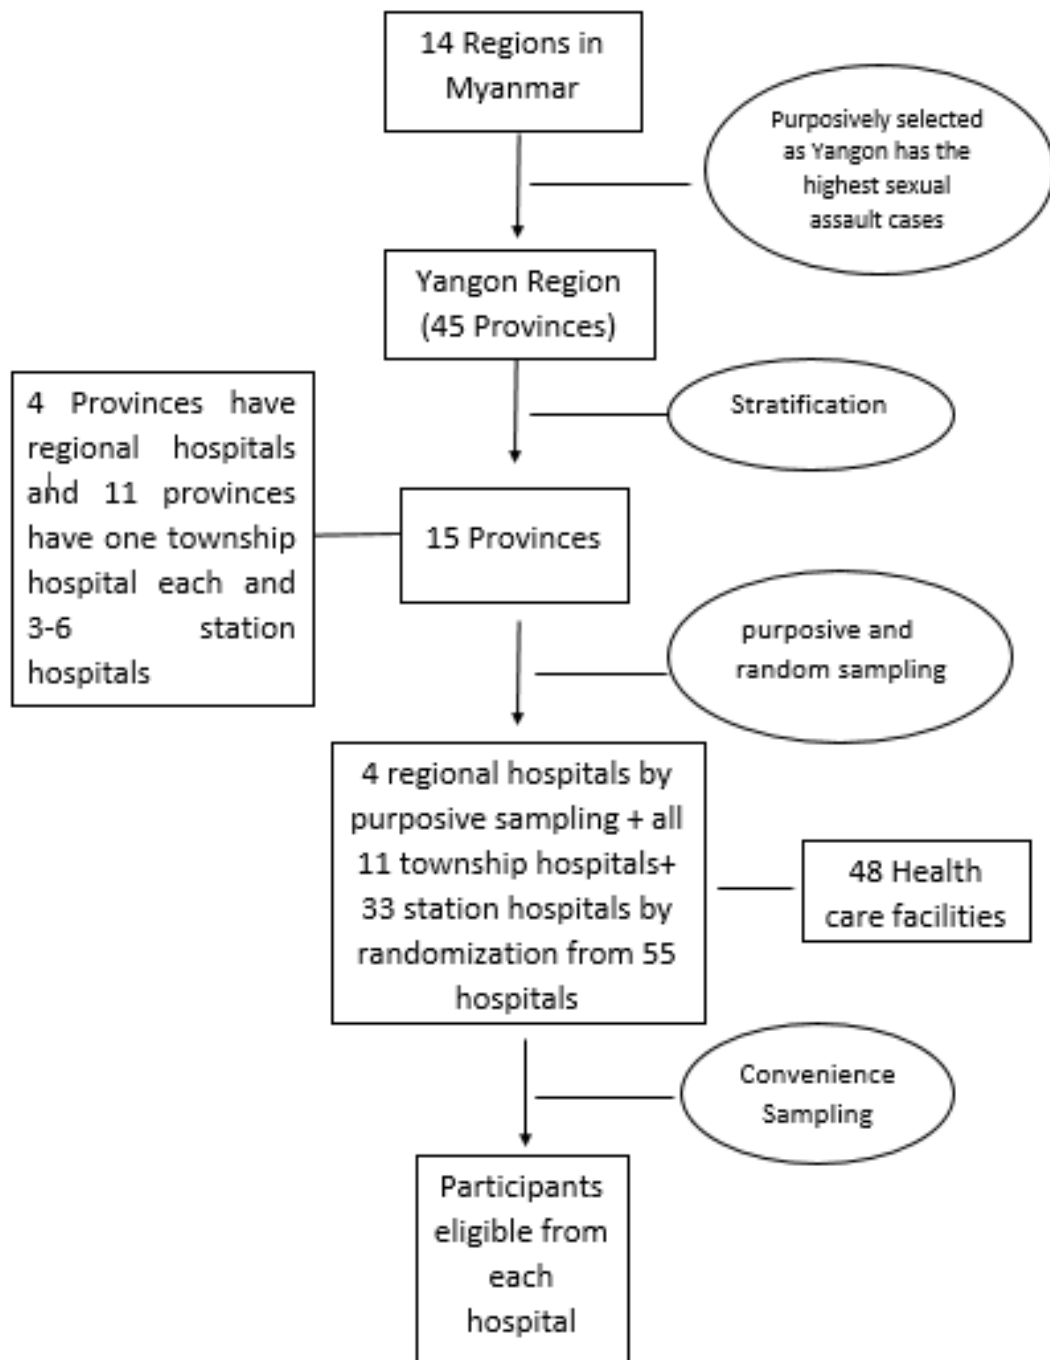 14 Regions in
Myanmar
Purposively selected
as Yangon has the
highest sexual
assault cases
Yangon Region
(45 Provinces)
Stratification
4 Provinces have
regional hospitals
and 11 provinces
have one township
hospital each and
3-6 station
hospitals
15 Provinces
purposive and
random sampling
4 regional hospitals by
purposive sampling + all
11 township hospitals+
33 station hospitals by
randomization from 55
hospitals
48 Health
care facilities
Convenience
Sampling
Participants
eligible from
each
hospital